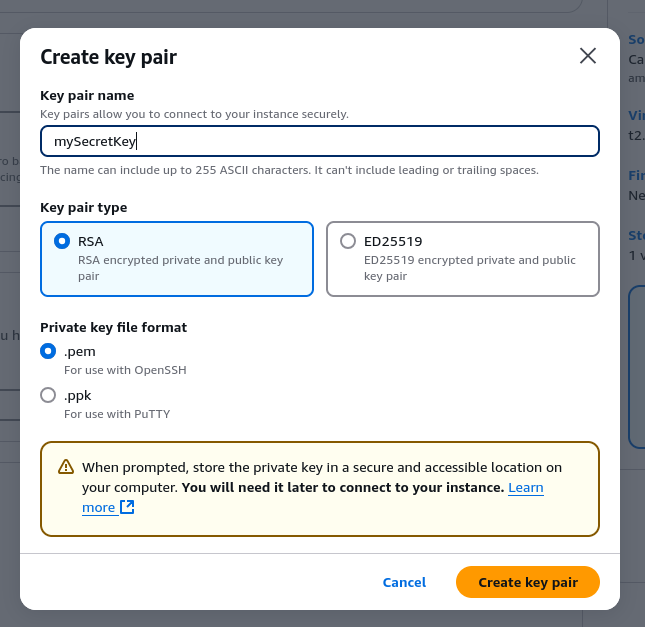 Create key pair
Key pair name
Key pairs allow you to connect to your instance securely.
mySecretKey
The name can include up to 255 ASCII characters. It can't include leading or trailing spaces.
Key pair type
RSA
RSA encrypted private and public key
pair
ED25519
ED25519 encrypted private and public
key pair
Private key file format
.pem
For use with OpenSSH
.ppk
For use with PuTTY
When prompted, store the private key in a secure and accessible location on
your computer. You will need it later to connect to your instance. Learn
more
Cancel
Create key pair
t2.
1 v